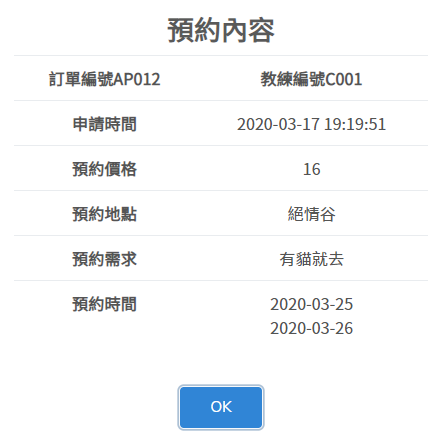 預約內容
訂單編號AP012 教練編號C001
申請時間 2020-03-17 19:19:51
預約價格 16
預約地點 絕情谷
預約需求 有貓就去
預約時間 2020-03-25
2020-03-26
OK